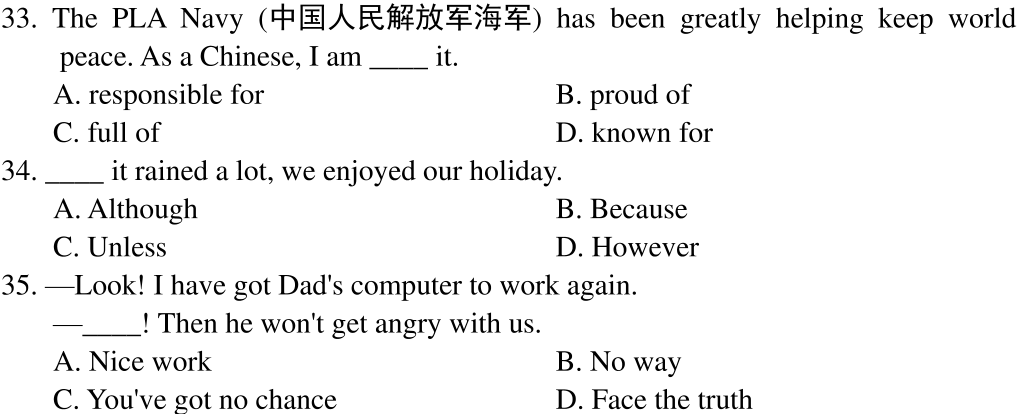 33. The PLA Navy (中国人民解放军海军) has been greatly helping keep world
peace. As a Chinese, I am ____ it.
A. responsible for B. proud of
C. full of D. known for
34. ____ it rained a lot, we enjoyed our holiday.
A. Although B. Because
C. Unless D. However
35. —Look! I have got Dad's computer to work again.
—____! Then he won't get angry with us.
A. Nice work B. No way
C. You've got no chance D. Face the truth